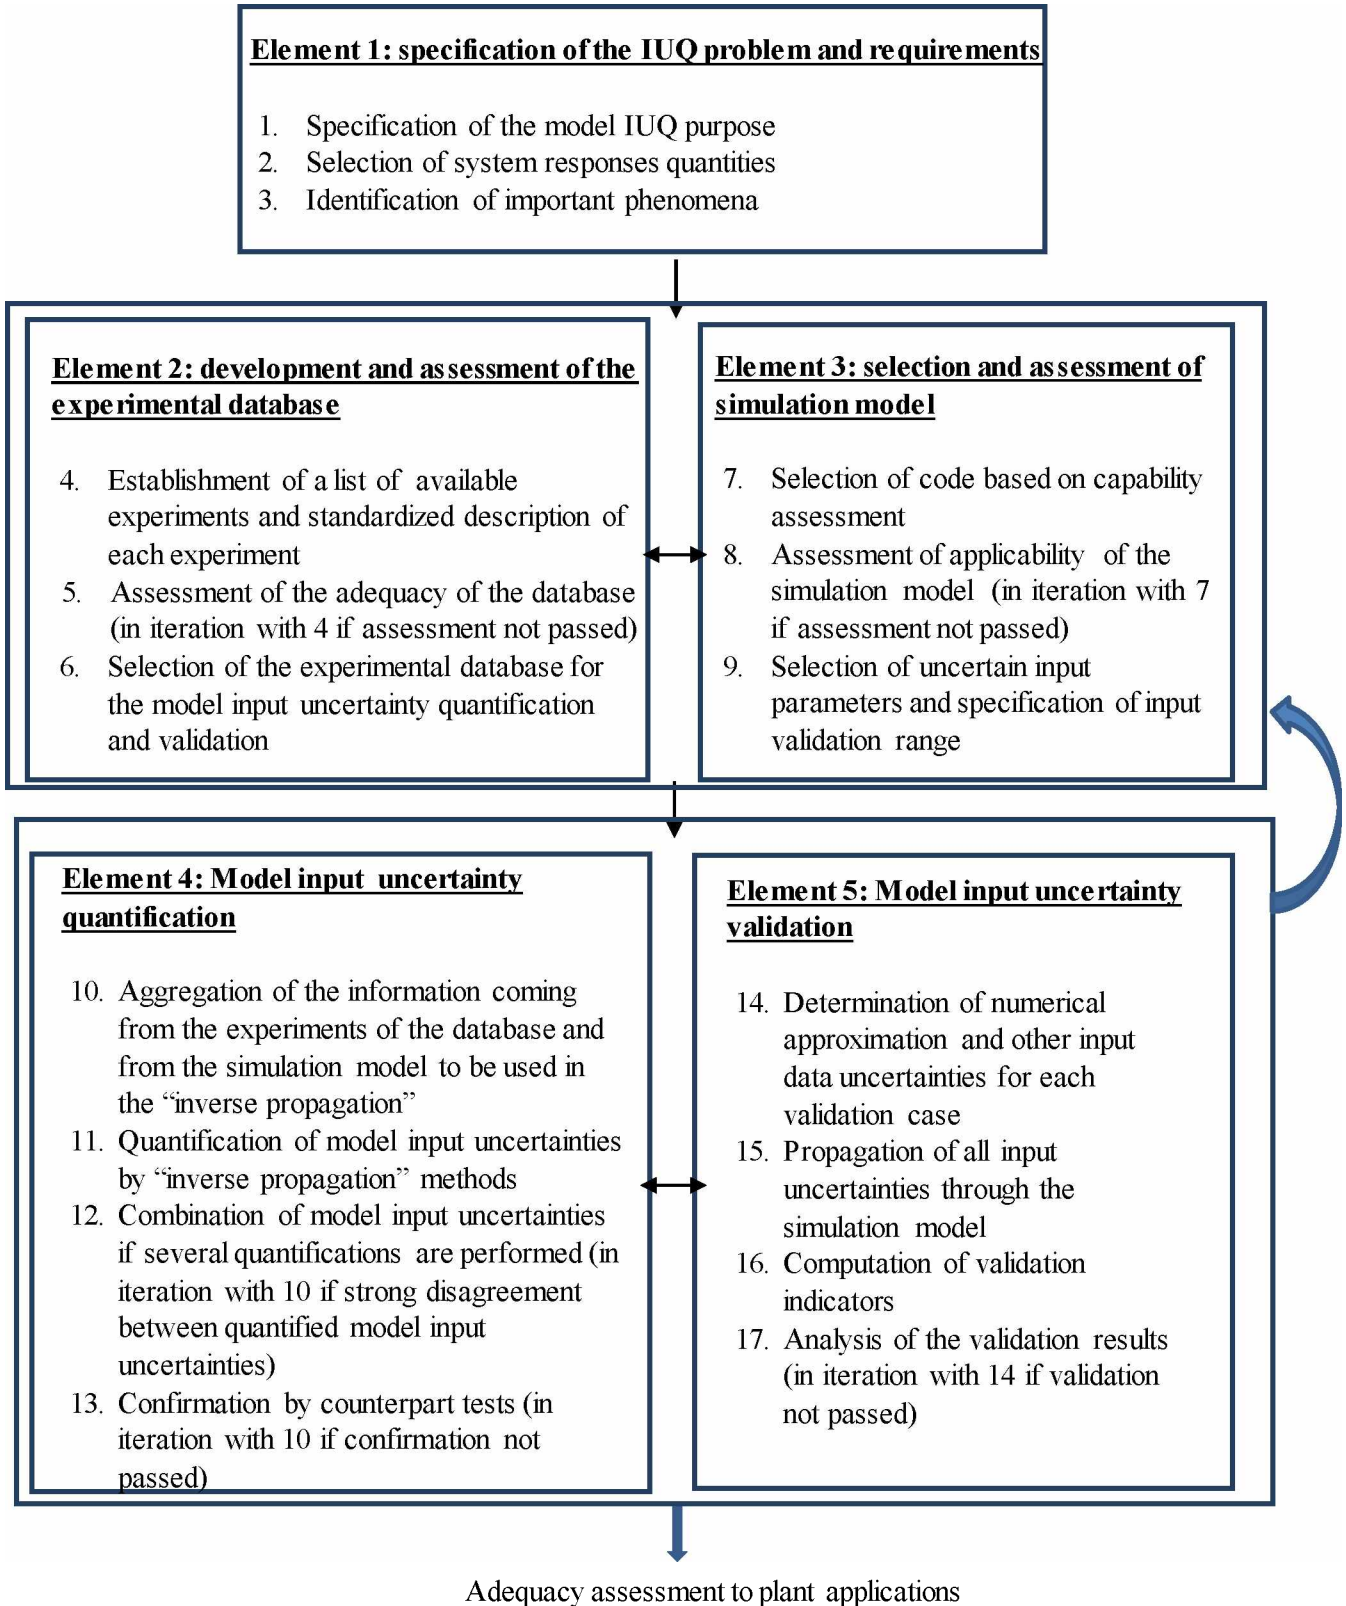 Element 1: specification of the IUQ problem and requirements
1. Specification of the model IUQ purpose
2. Selection of system responses quantities
3. Identification of important phenomena
Element 2: development and assessment of the
experimental database
4. Establishment of a list of available
experiments and standardized description of
each experiment
5. Assessment of the adequacy of the database
(in iteration with 4 if assessment not passed)
6. Selection of the experimental database for
the model input uncertainty quantification
and validation
Element 3: selection and assessment of
simulation model
7. Selection of code based on capability
assessment
8. Assessment of applicability of the
simulation model (in iteration with 7
if assessment not passed)
9. Selection of uncertain input
parameters and specification of input
validation range
Element 4: Model input uncertainty
quantification
10. Aggregation of the information coming
from the experiments of the database and
from the simulation model to be used in
the “inverse propagation”
11. Quantification of model input uncertainties
by “inverse propagation” methods
12. Combination of model input uncertainties
if several quantifications are performed (in
iteration with 10 if strong disagreement
between quantified model input
uncertainties)
13. Confirmation by counterpart tests (in
iteration with 10 if confirmation not
passed)
Element 5: Model input uncertainty
validation
14. Determination of numerical
approximation and other input
data uncertainties for each
validation case
15. Propagation of all input
uncertainties through the
simulation model
16. Computation of validation
indicators
17. Analysis of the validation results
(in iteration with 14 if validation
not passed)
Adequacy assessment to plant applications